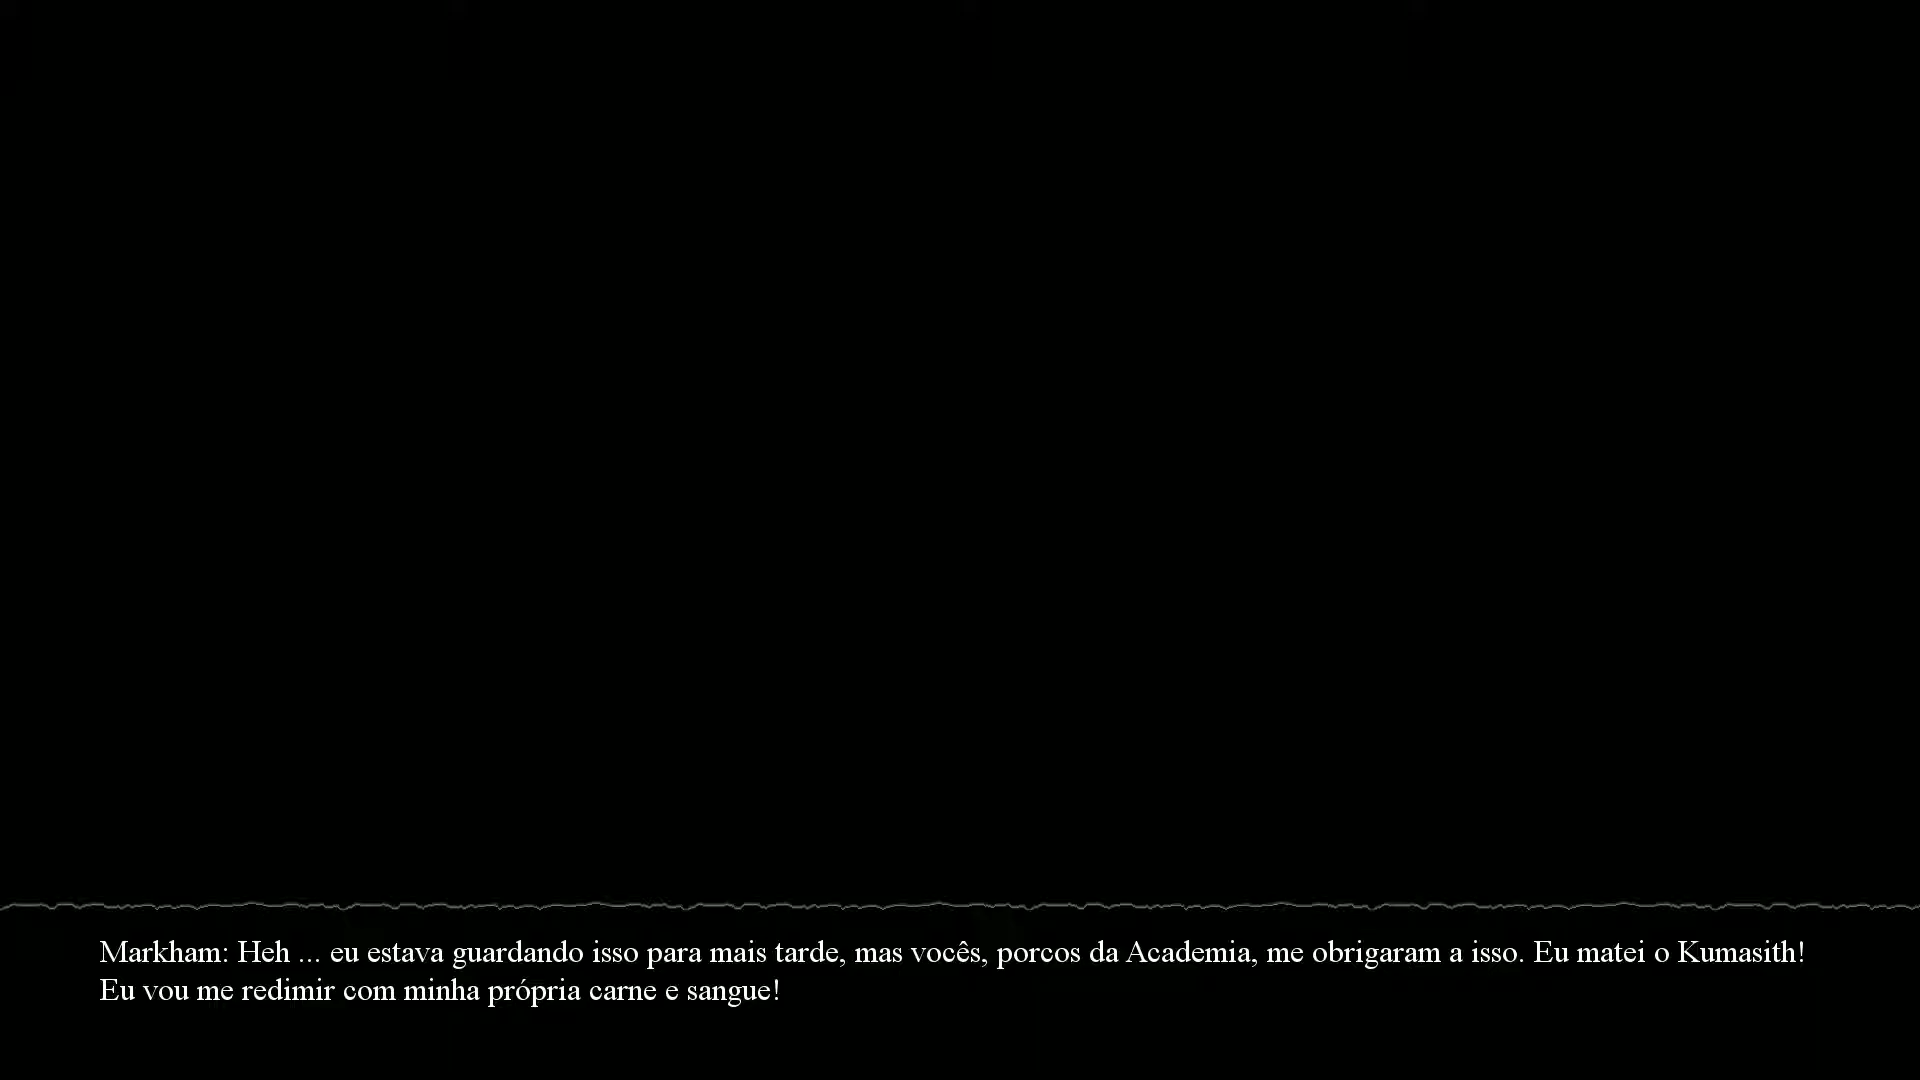 Markham: Heh ... eu estava guardando isso para mais tarde, mas vocês, porcos da Academia, me obrigaram a isso. Eu matei o Kumasith!
Eu vou me redimir com minha própria carne e sangue!